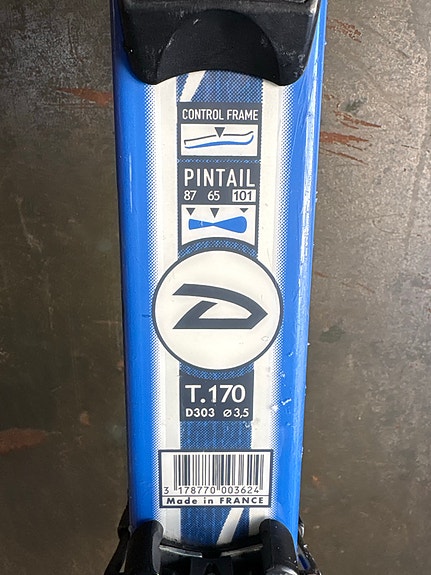 CONTROL FRAME
PINTAIL
87 65 101
T.170
D303 ⌀ 3,5
3 178770 003624
Made in FRANCE